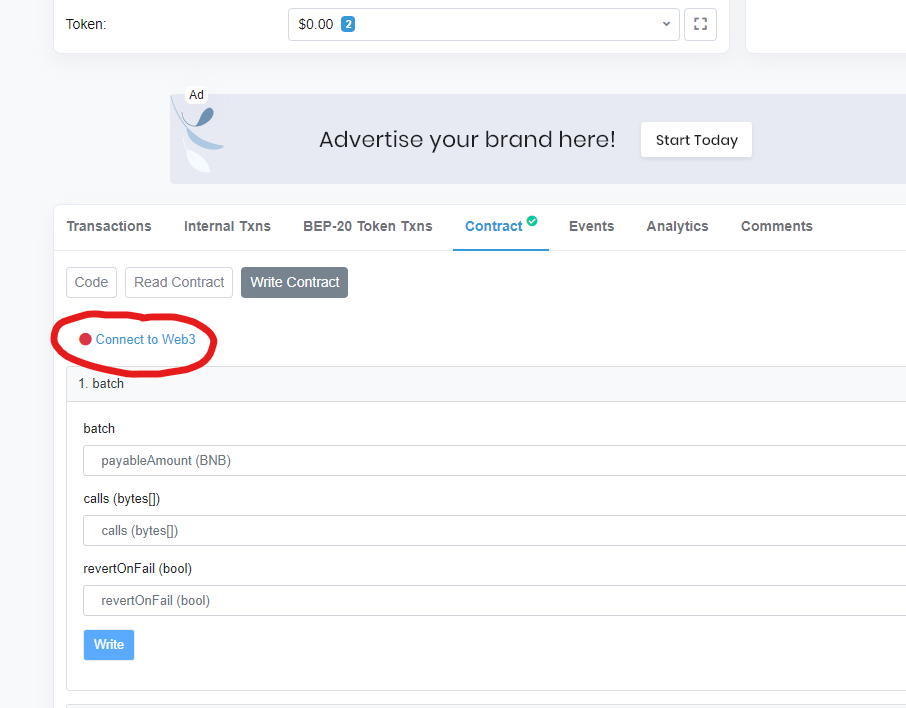 Token:
$0.00 2
Ad
Advertise your brand here!
Start Today
Transactions Internal Txns BEP-20 Token Txns Contract Events Analytics Comments
Code Read Contract Write Contract
Connect to Web3
1. batch
batch
payableAmount (BNB)
calls (bytes[])
calls (bytes[])
revertOnFail (bool)
revertOnFail (bool)
Write